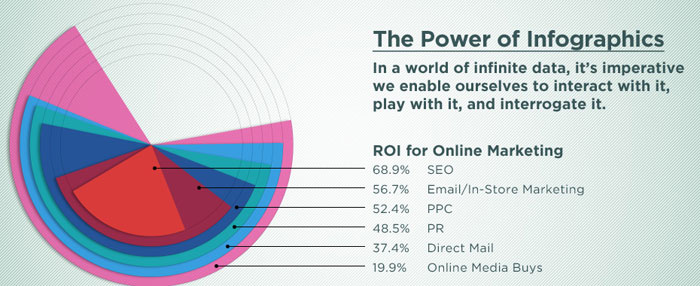 The Power of Infographics
In a world of infinite data, it's imperative
we enable ourselves to interact with it,
play with it, and interrogate it.
ROI for Online Marketing
68.9% SEO
56.7% Email/In-Store Marketing
52.4% PPC
48.5% PR
37.4% Direct Mail
19.9% Online Media Buys